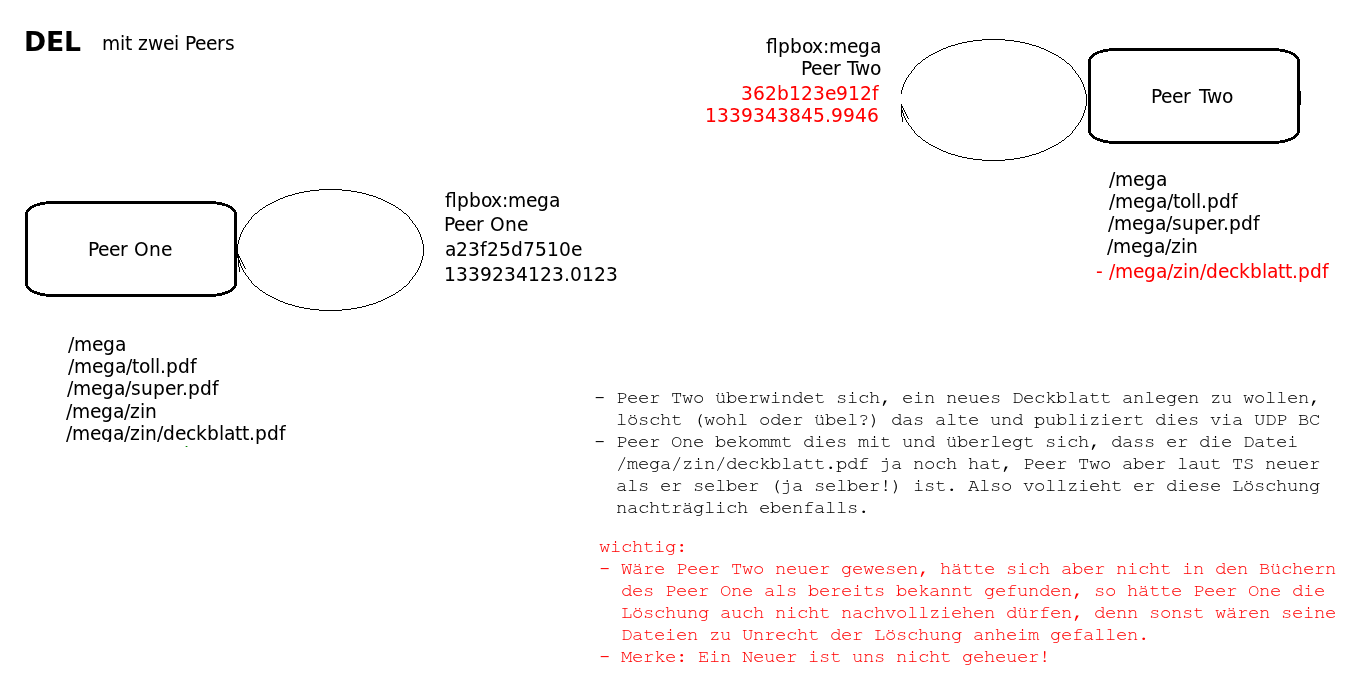 DEL mit zwei Peers
flpbox:mega
Peer Two
362b123e912f
1339343845.9946
Peer Two
/mega
/mega/toll.pdf
/mega/super.pdf
/mega/zin
- /mega/zin/deckblatt.pdf
Peer One
flpbox:mega
Peer One
a23f25d7510e
1339234123.0123
/mega
/mega/toll.pdf
/mega/super.pdf
/mega/zin
/mega/zin/deckblatt.pdf
- Peer Two überwindet sich, ein neues Deckblatt anlegen zu wollen,
löscht (wohl oder übel?) das alte und publiziert dies via UDP BC
- Peer One bekommt dies mit und überlegt sich, dass er die Datei
/mega/zin/deckblatt.pdf ja noch hat, Peer Two aber laut TS neuer
als er selber (ja selber!) ist. Also vollzieht er diese Löschung
nachträglich ebenfalls.
wichtig:
- Wäre Peer Two neuer gewesen, hätte sich aber nicht in den Büchern
des Peer One als bereits bekannt gefunden, so hätte Peer One die
Löschung auch nicht nachvollziehen dürfen, denn sonst wären seine
Dateien zu Unrecht der Löschung anheim gefallen.
- Merke: Ein Neuer ist uns nicht geheuer!